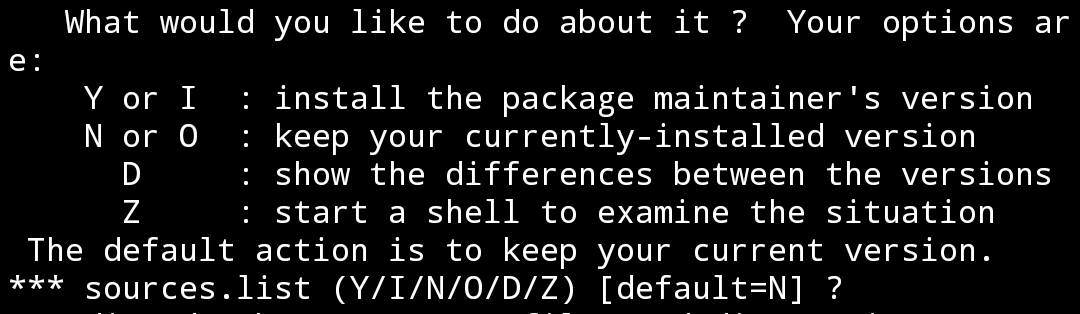 What would you like to do about it ?  Your options ar
e:
    Y or I  : install the package maintainer's version
    N or O  : keep your currently-installed version
      D     : show the differences between the versions
      Z     : start a shell to examine the situation
 The default action is to keep your current version.
*** sources.list (Y/I/N/O/D/Z) [default=N] ?